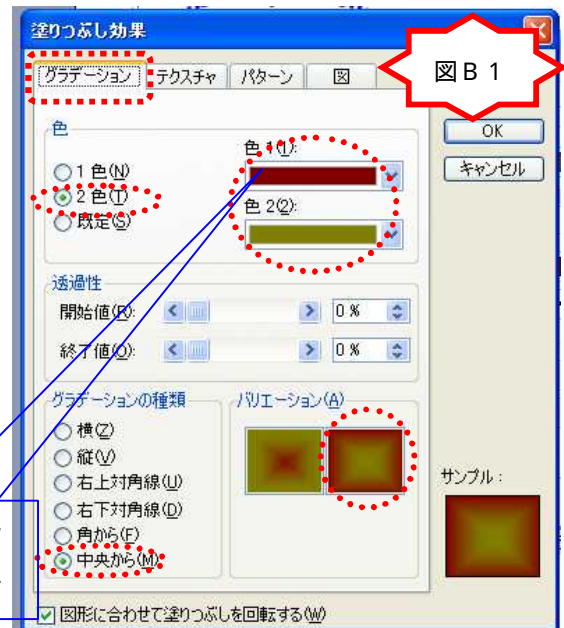 塗りつぶし効果
グラデーション テクスチャ パターン 図
図B1
色
1色(N)
2色(T)
既定(S)
色1(1):
色2(2):
OK
キャンセル
透過性
開始値(R): 0 %
終了値(O): 0 %
グラデーションの種類
横(Z)
縦(V)
右上対角線(U)
右下対角線(D)
角から(F)
中央から(M)
バリエーション(A)
サンプル:
図形に合わせて塗りつぶしを回転する(W)